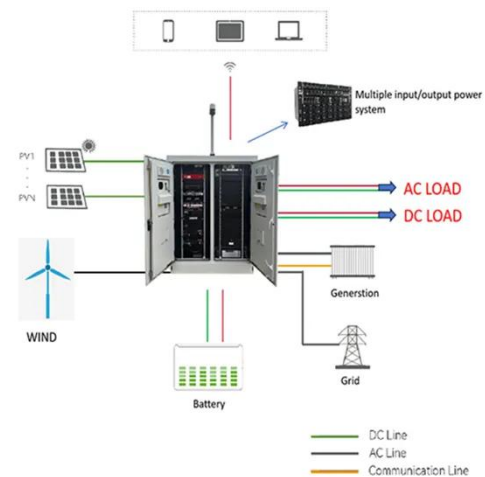 Multiple input/output power
system
PV1
PVN
AC LOAD
DC LOAD
WIND
Generstion
Grid
Battery
DC Line
AC Line
Communication Line